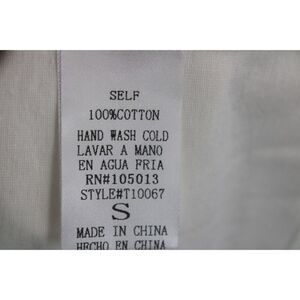 SELF
100%COTTON
HAND WASH COLD
LAVAR A MANO
EN AGUA FRIA
RN#105013
STYLE#T10067
S
MADE IN CHINA
HECHO EN CHINA